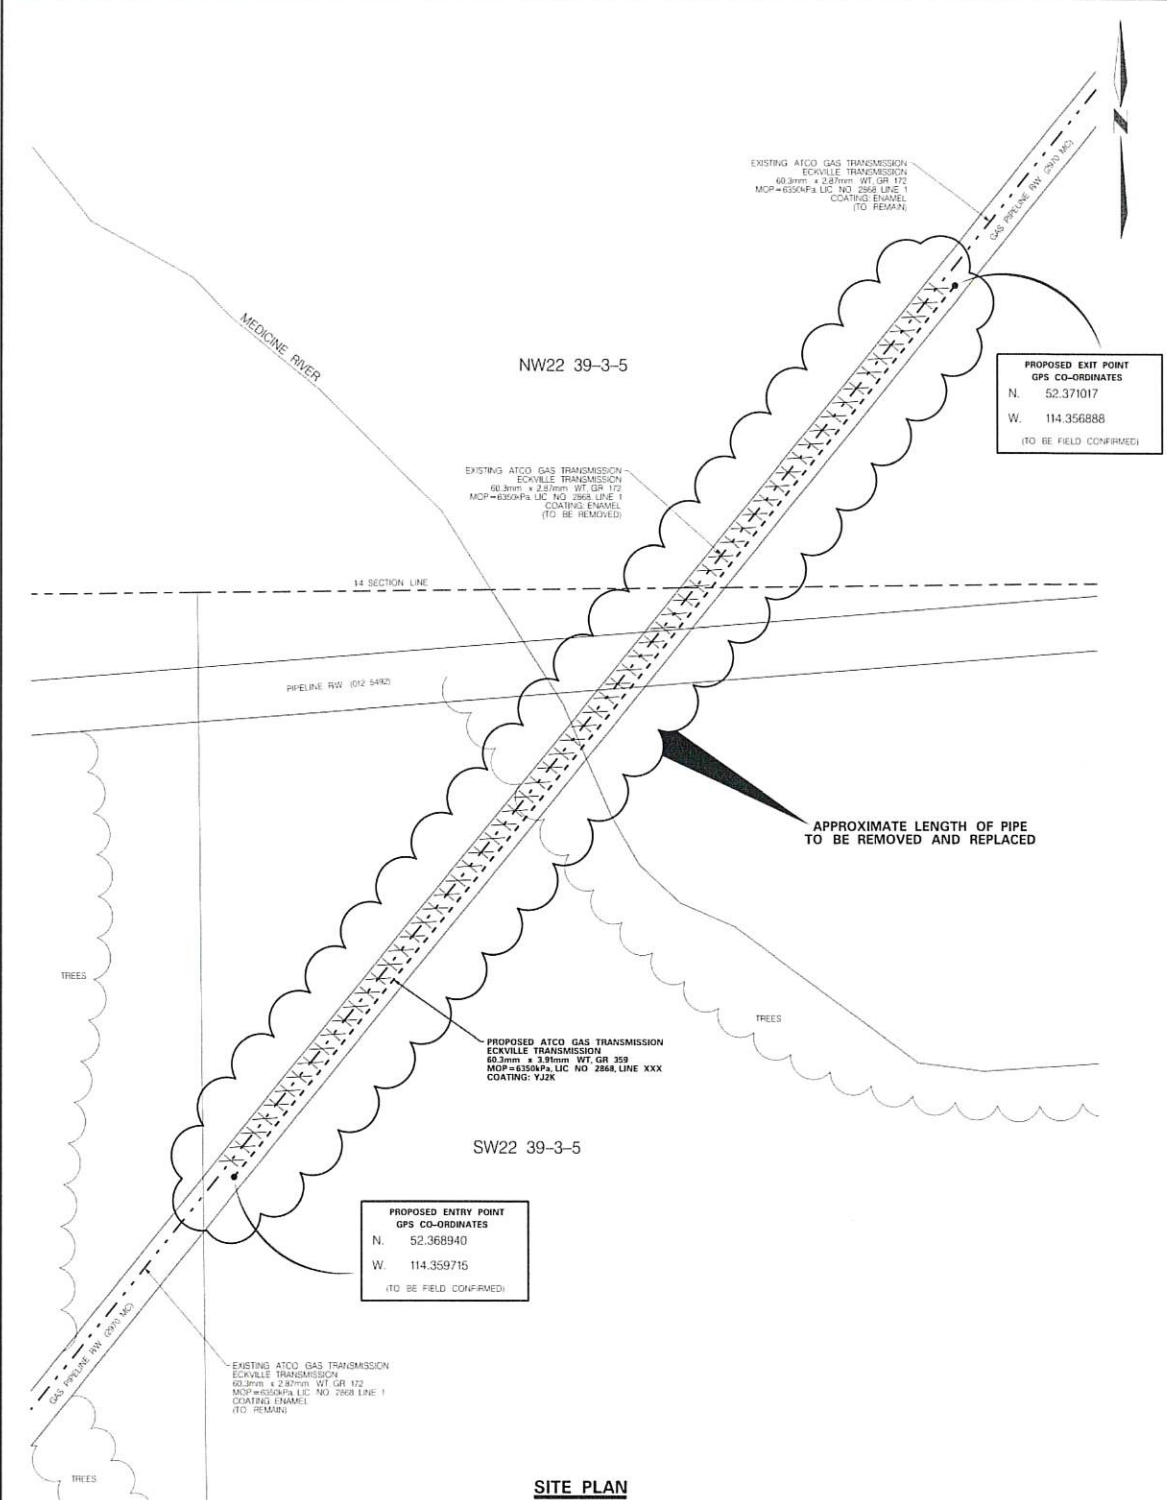 EXISTING ATCO GAS TRANSMISSION
ECKVILLE TRANSMISSION
60.3mm x 2.87mm WT, GR 172
MOP=6350kPa, LIC NO 2868, LINE 1
COATING: ENAMEL
(TO REMAIN)
GAS PIPELINE RW (2970 MC)
MEDICINE RIVER
NW22 39-3-5
PROPOSED EXIT POINT
GPS CO-ORDINATES
N. 52.371017
W. 114.356888
(TO BE FIELD CONFIRMED)
EXISTING ATCO GAS TRANSMISSION
ECKVILLE TRANSMISSION
60.3mm x 2.87mm WT, GR 172
MOP=6350kPa, LIC NO 2868, LINE 1
COATING: ENAMEL
(TO BE REMOVED)
1/4 SECTION LINE
PIPELINE RW (012 5492)
APPROXIMATE LENGTH OF PIPE
TO BE REMOVED AND REPLACED
TREES
TREES
PROPOSED ATCO GAS TRANSMISSION
ECKVILLE TRANSMISSION
60.3mm x 3.91mm WT, GR 359
MOP=6350kPa, LIC NO 2868, LINE XXX
COATING: YJ2K
SW22 39-3-5
PROPOSED ENTRY POINT
GPS CO-ORDINATES
N. 52.368940
W. 114.359715
(TO BE FIELD CONFIRMED)
GAS PIPELINE RW (2970 MC)
EXISTING ATCO GAS TRANSMISSION
ECKVILLE TRANSMISSION
60.3mm x 2.87mm WT, GR 172
MOP=6350kPa, LIC NO 2868 LINE 1
COATING: ENAMEL
(TO REMAIN)
TREES
SITE PLAN